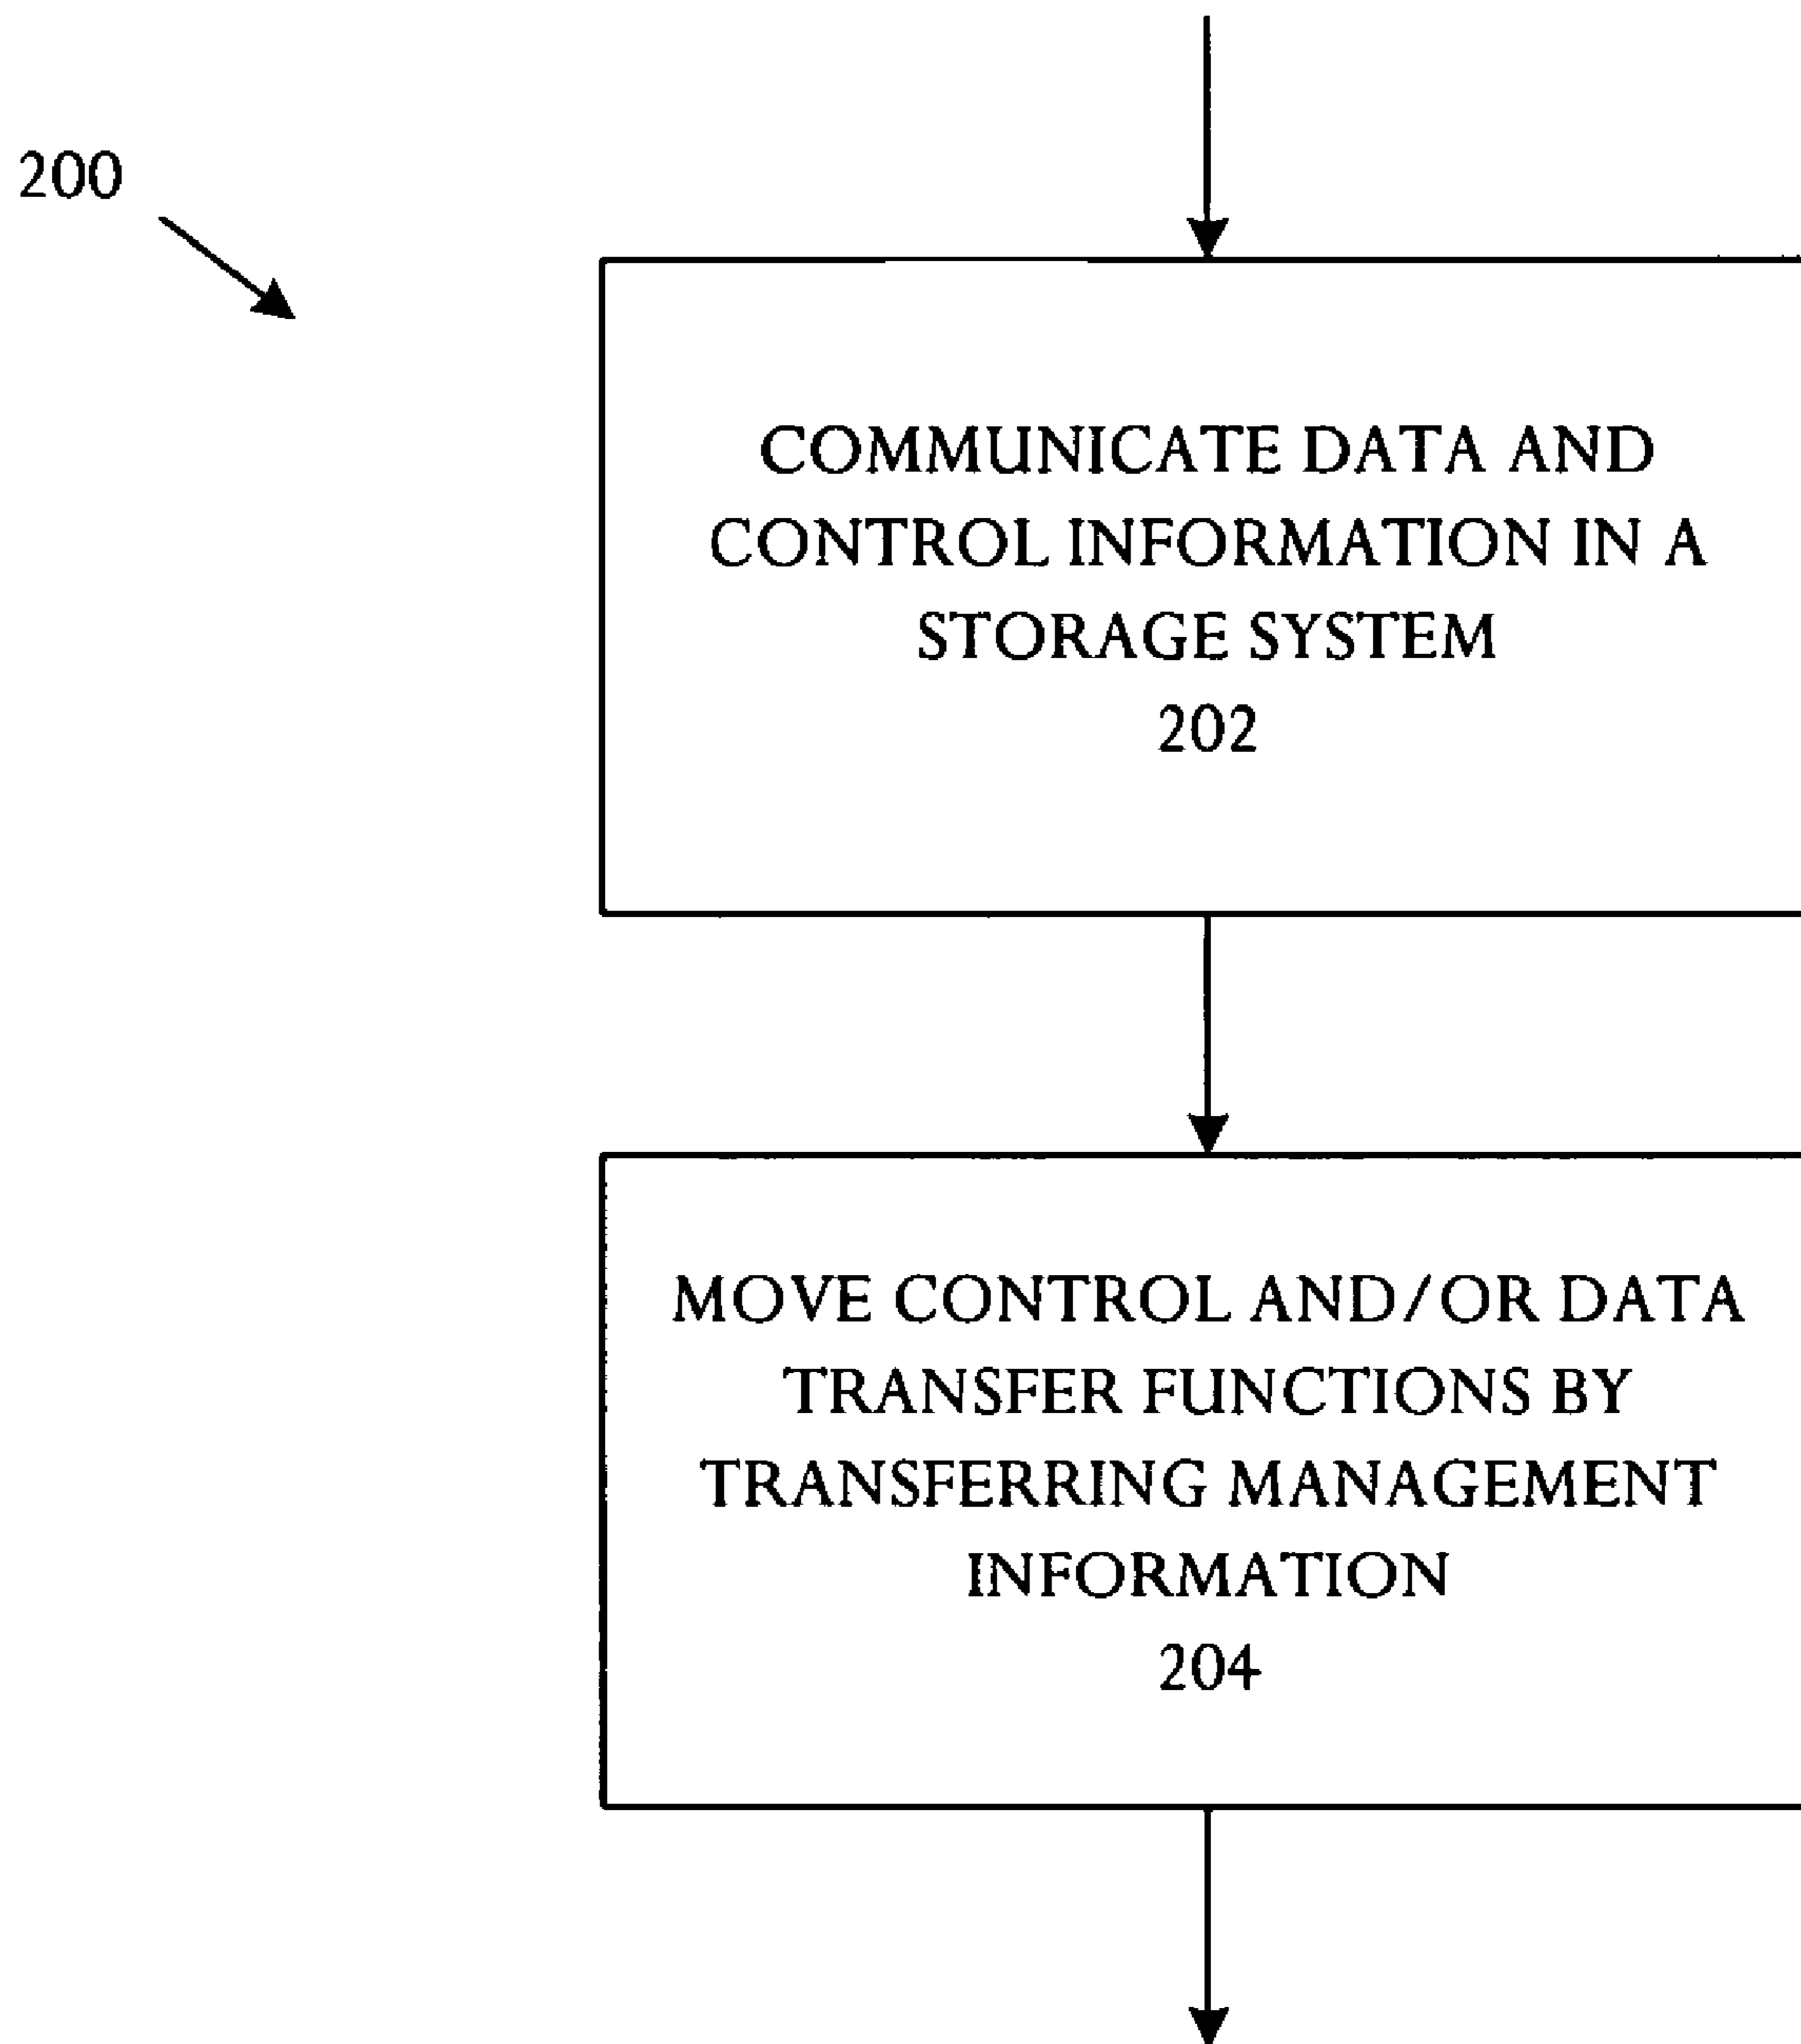 200
COMMUNICATE DATA AND
CONTROL INFORMATION IN A
STORAGE SYSTEM
202
MOVE CONTROL AND/OR DATA
TRANSFER FUNCTIONS BY
TRANSFERRING MANAGEMENT
INFORMATION
204